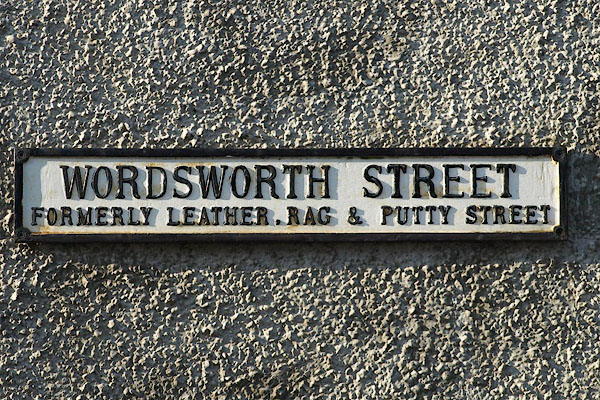 WORDSWORTH STREET
FORMERLY LEATHER, RAG & PUTTY STREET